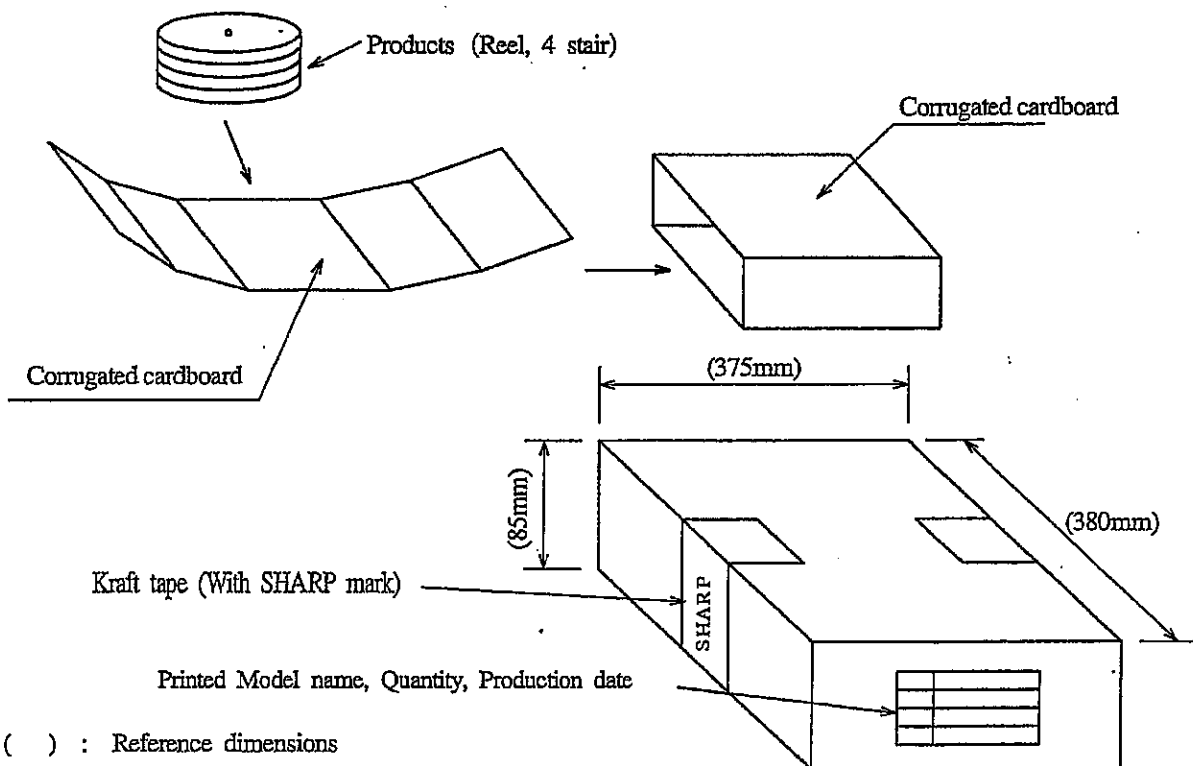 Products (Reel, 4 stair)
Corrugated cardboard
Corrugated cardboard
(375mm)
(85mm)
(380mm)
Kraft tape (With SHARP mark)
SHARP
Printed Model name, Quantity, Production date
( ) : Reference dimensions